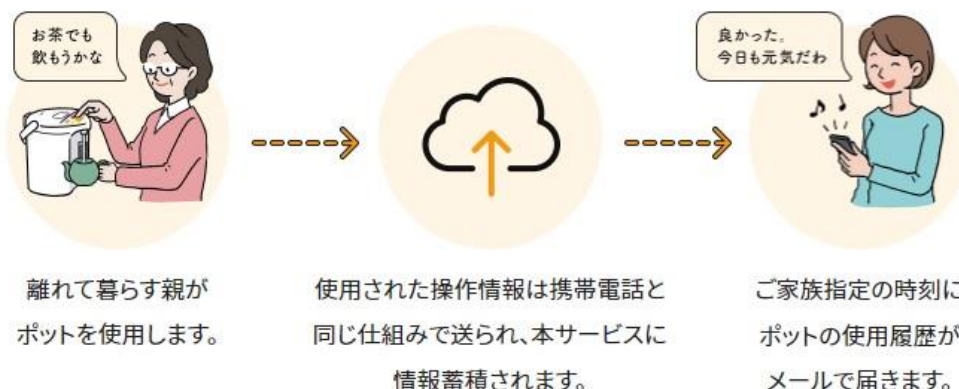 お茶でも
飲もうかな
良かった。
今日も元気だわ
離れて暮らす親が
ポットを使用します。
使用された操作情報は携帯電話と
同じ仕組みで送られ、本サービスに
情報蓄積されます。
ご家族指定の時刻に
ポットの使用履歴が
メールで届きます。